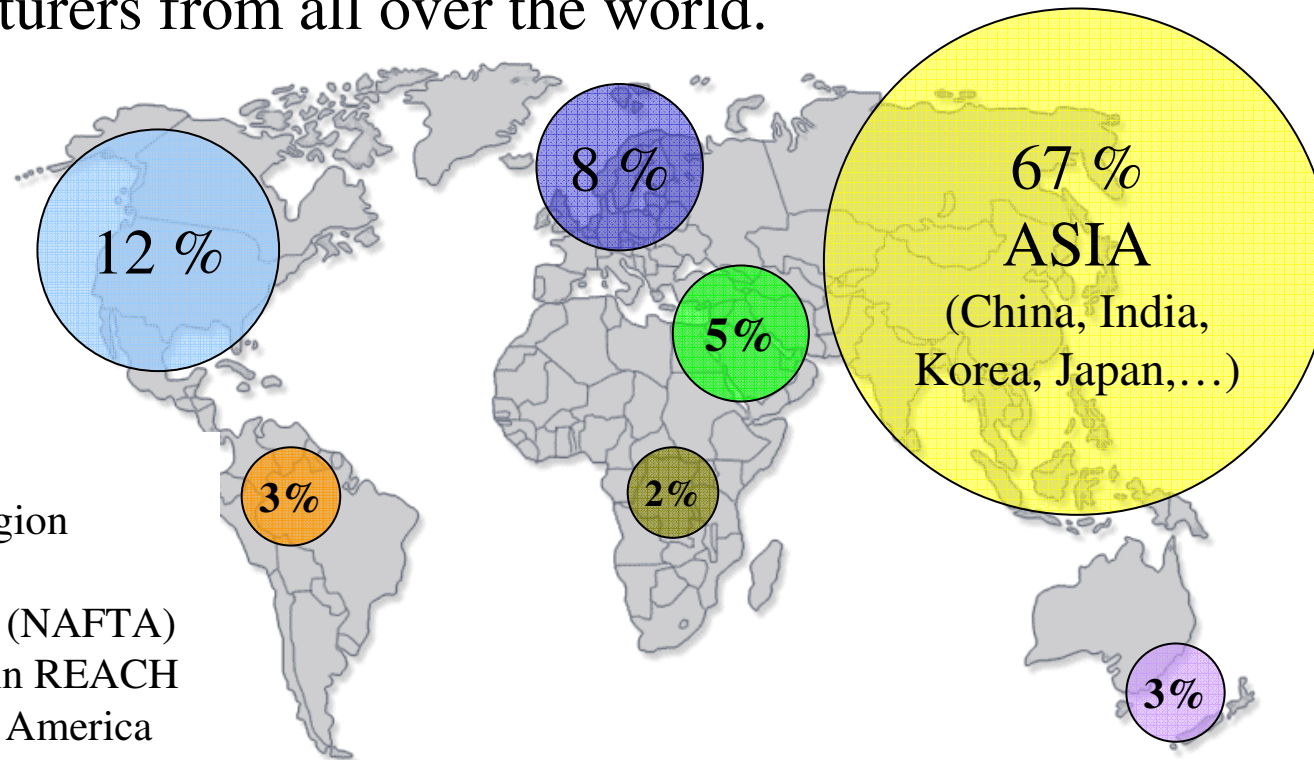 turers from all over the world.
67 %
8 %
ASIA
12 %
(China, India,
5%
Korea, Japan,…)
3%
2%
gion
(NAFTA)
n REACH
America
3%